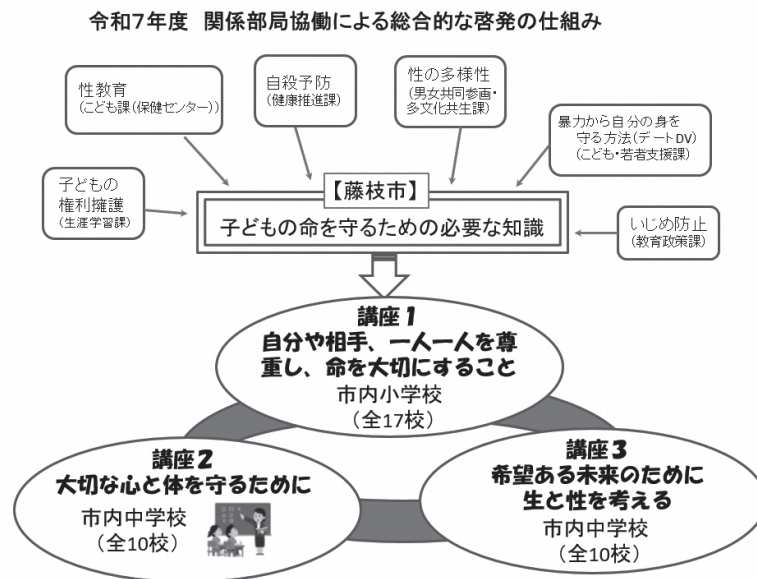 令和7年度 関係部局協働による総合的な啓発の仕組み
性教育
(こども課(保健センター))
自殺予防
(健康推進課)
性の多様性
(男女共同参画・
多文化共生課)
暴力から自分の身を
守る方法(デートDV)
(こども・若者支援課)
子どもの
権利擁護
(生涯学習課)
【藤枝市】
子どもの命を守るための必要な知識
いじめ防止
(教育政策課)
講座1
自分や相手、一人一人を尊
重し、命を大切にすること
市内小学校
(全17校)
講座2
大切な心と体を守るために
市内中学校
(全10校)
講座3
希望ある未来のために
生と性を考える
市内中学校
(全10校)